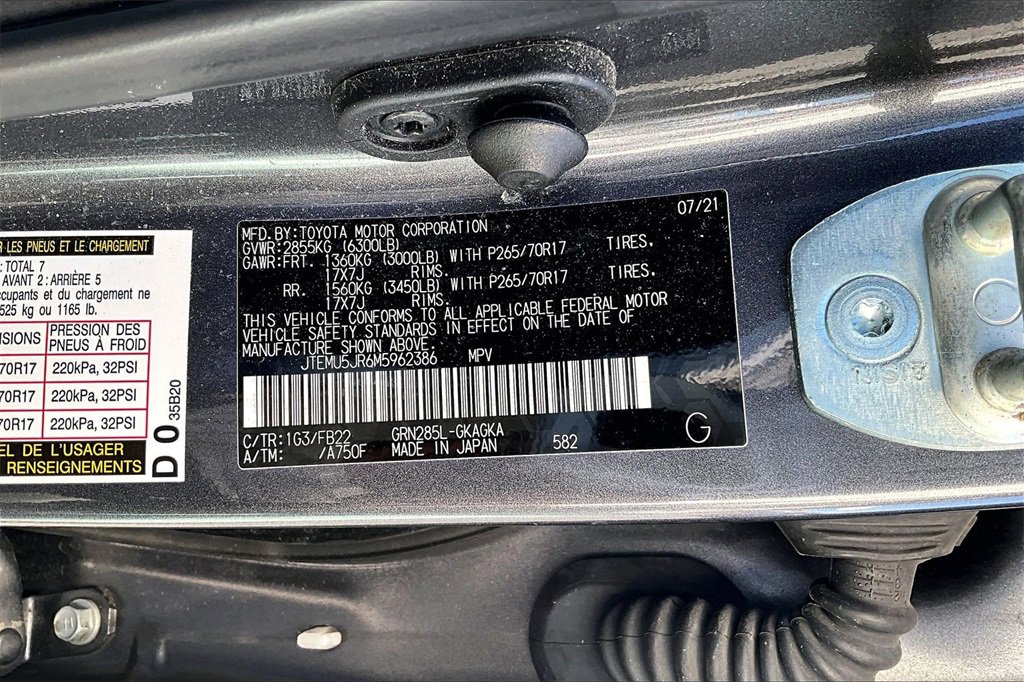 R LES PNEUS ET LE CHARGEMENT
: TOTAL 7
AVANT 2 : ARRIÈRE 5
ccupants et du chargement ne
525 kg ou 1165 lb.
NSIONS PRESSION DES PNEUS À FROID
70R17 220kPa, 32PSI
70R17 220kPa, 32PSI
70R17 220kPa, 32PSI
EL DE L'USAGER
RENSEIGNEMENTS
D0 35B20
07/21
MFD.BY:TOYOTA MOTOR CORPORATION
GVWR:2855KG (6300LB)
GAWR:FRT. 1360KG (3000LB) WITH P265/70R17 TIRES.
17X7J RIMS.
RR. 1560KG (3450LB) WITH P265/70R17 TIRES.
17X7J RIMS.
THIS VEHICLE CONFORMS TO ALL APPLICABLE FEDERAL MOTOR
VEHICLE SAFETY STANDARDS IN EFFECT ON THE DATE OF
MANUFACTURE SHOWN ABOVE.
JTEMU5JR6M5962386 MPV
C/TR:1G3/FB22 GRN285L-GKAGKA
A/TM: /A750F MADE IN JAPAN 582
G